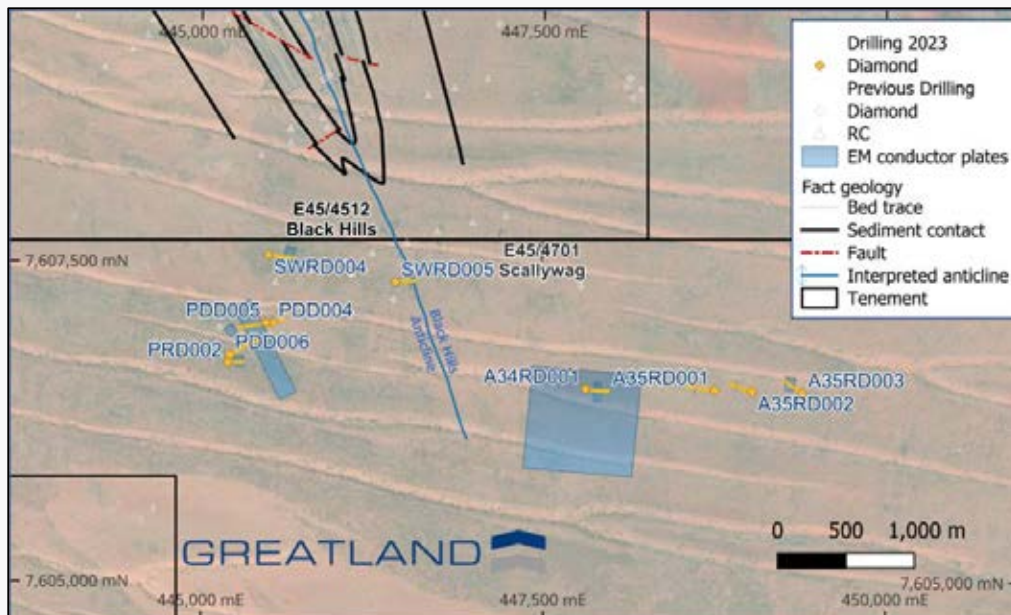 445,000 mE
447,500 mE
Drilling 2023
Diamond
Previous Drilling
Diamond
RC
EM conductor plates
Fact geology
Bed trace
Sediment contact
Fault
Interpreted anticline
Tenement
E45/4512
Black Hills
E45/4701
Scallywag
7,607,500 mN
SWRD004
SWRD005
PDD005
PDD004
PRD002
PDD006
Black Hills
Anticline
A34RD001
A35RD001
A35RD003
A35RD002
GREATLAND
0 500 1,000 m
7,605,000 mN
7,605,000 mN
445,000 mE
447,500 mE
450,000 mE